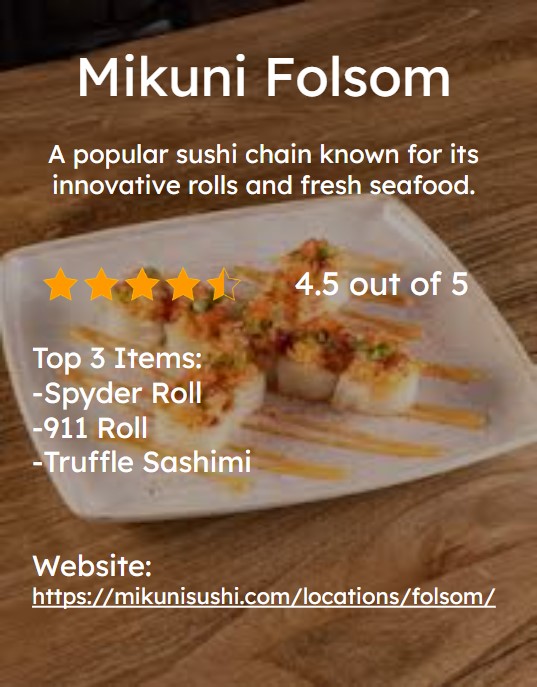 Mikuni Folsom
A popular sushi chain known for its
innovative rolls and fresh seafood.
4.5 out of 5
Top 3 Items:
-Spyder Roll
-911 Roll
-Truffle Sashimi
Website:
https://mikunisushi.com/locations/folsom/